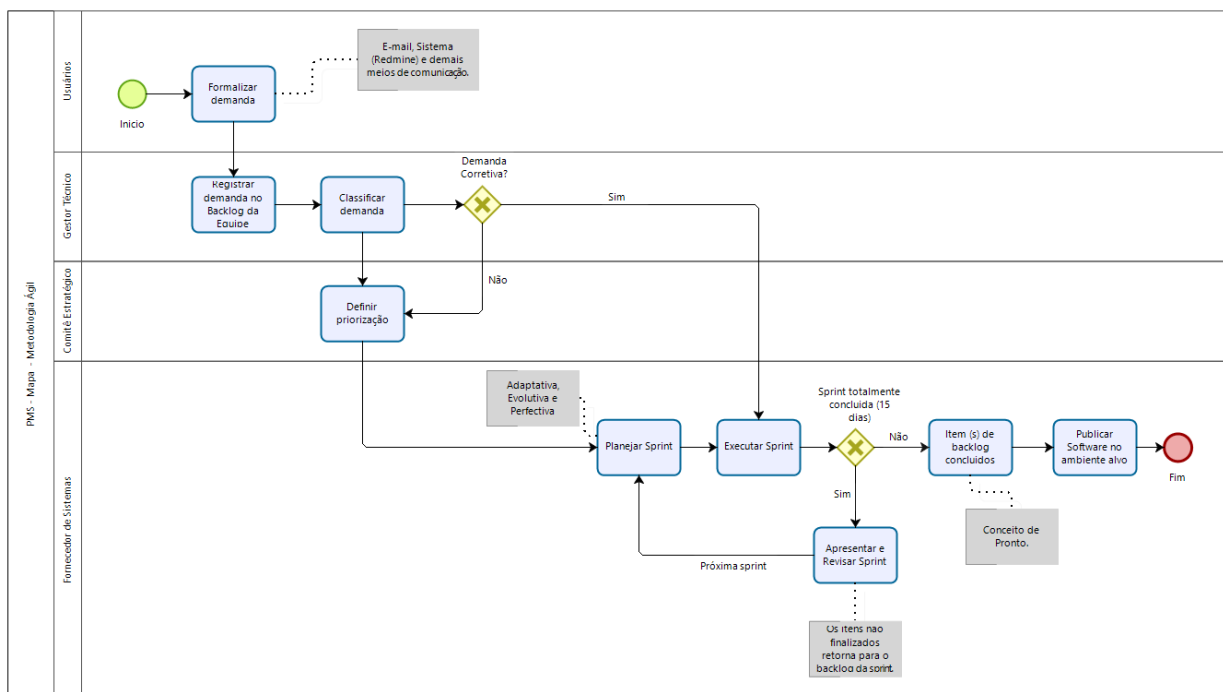 PMS - Mapa - Metodologia Ágil
Usuários
Inicio
Formalizar
demanda
E-mail, Sistema
(Redmine) e demais
meios de comunicação.
Gestor Técnico
Registrar
demanda no
Backlog da
Equipe
Classificar
demanda
Demanda
Corretiva?
Sim
Não
Comitê Estratégico
Definir
priorização
Fornecedor de Sistemas
Adaptativa,
Evolutiva e
Perfectiva
Planejar Sprint
Executar Sprint
Sprint totalmente
concluida (15
dias)
Não
Item (s) de
backlog
concluidos
Publicar
Software no
ambiente alvo
Fim
Sim
Conceito de
Pronto.
Apresentar e
Revisar Sprint
Próxima sprint
Os itens não
finalizados
retorna para o
backlog da sprint.